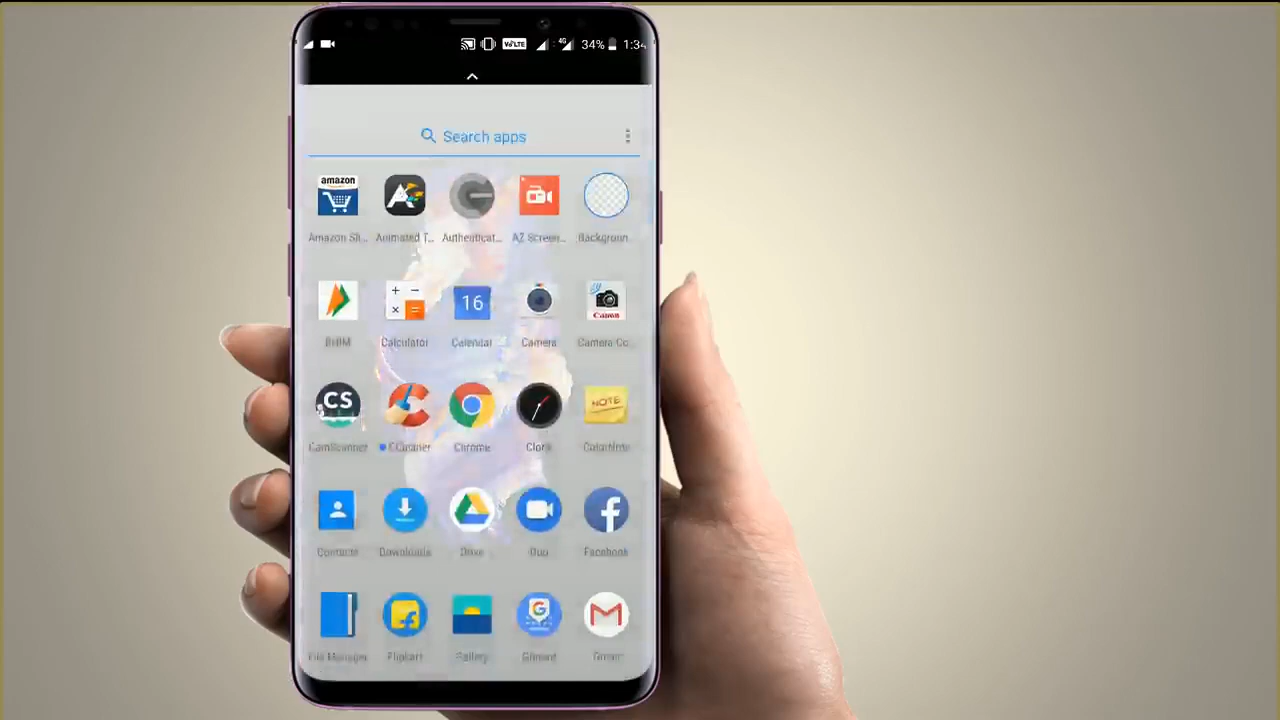 VoLTE 4G 34% 1:34
Search apps
amazon
Amazon Sh... Animated T... Authenticat... AZ Screen... Backgroun...
16
Canon
BHIM Calculator Calendar Camera Camera Co...
CS
NOTE
CamScanner CCleaner Chrome Clock ColorNote
Contacts Downloads Drive Duo Facebook
File Manager Flipkart Gallery Gmail